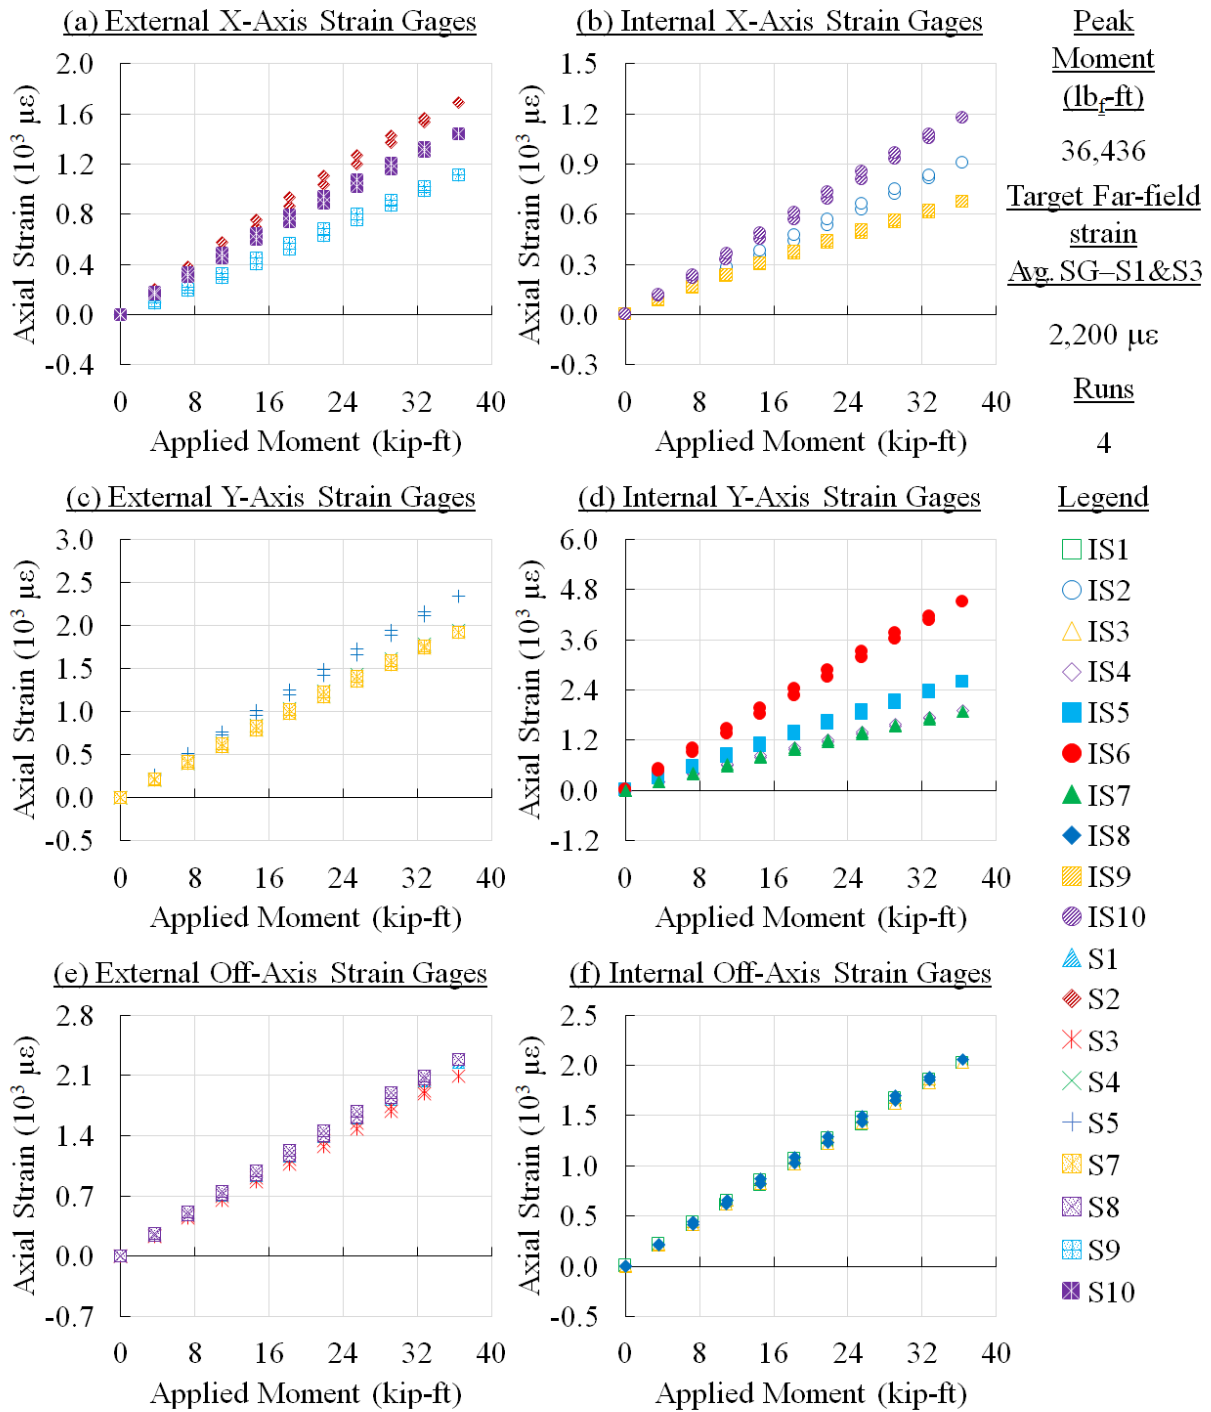 (a) External X-Axis Strain Gages
2.0
1.6
1.2
0.8
0.4
0.0
-0.4
Axial Strain (10³ με)
0 8 16 24 32 40
Applied Moment (kip-ft)
(b) Internal X-Axis Strain Gages
1.5
1.2
0.9
0.6
0.3
0.0
-0.3
Axial Strain (10³ με)
0 8 16 24 32 40
Applied Moment (kip-ft)
Peak
Moment
(lbf-ft)
36,436
Target Far-field
strain
Avg. SG–S1&S3
2,200 με
Runs
4
(c) External Y-Axis Strain Gages
3.0
2.5
2.0
1.5
1.0
0.5
0.0
-0.5
Axial Strain (10³ με)
0 8 16 24 32 40
Applied Moment (kip-ft)
(d) Internal Y-Axis Strain Gages
6.0
4.8
3.6
2.4
1.2
0.0
-1.2
Axial Strain (10³ με)
0 8 16 24 32 40
Applied Moment (kip-ft)
(e) External Off-Axis Strain Gages
2.8
2.1
1.4
0.7
0.0
-0.7
Axial Strain (10³ με)
0 8 16 24 32 40
Applied Moment (kip-ft)
(f) Internal Off-Axis Strain Gages
2.5
2.0
1.5
1.0
0.5
0.0
-0.5
Axial Strain (10³ με)
0 8 16 24 32 40
Applied Moment (kip-ft)
Legend
IS1
IS2
IS3
IS4
IS5
IS6
IS7
IS8
IS9
IS10
S1
S2
S3
S4
S5
S7
S8
S9
S10